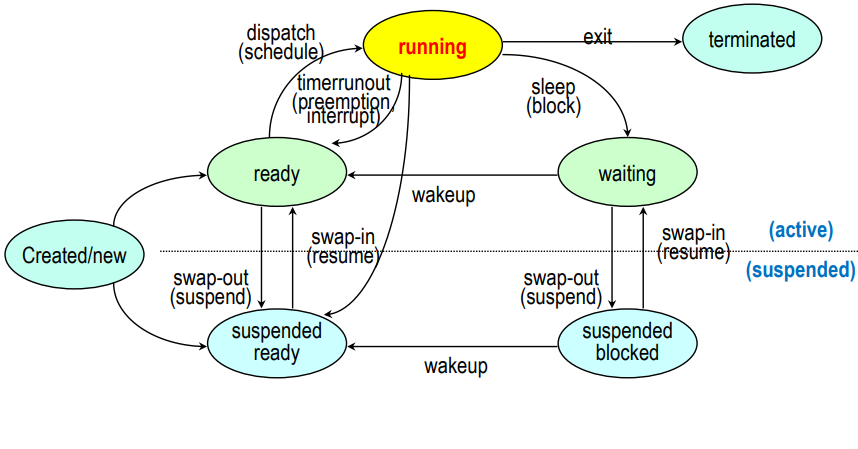 dispatch
(schedule)
running
exit
terminated
timerrunout
(preemption,
interrupt)
sleep
(block)
ready
waiting
wakeup
Created/new
swap-in
(resume)
swap-in
(resume)
(active)
(suspended)
swap-out
(suspend)
swap-out
(suspend)
suspended
ready
suspended
blocked
wakeup